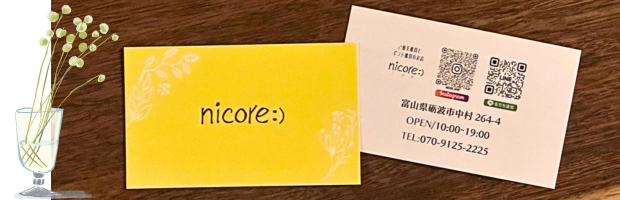 nicore:)
nicore:)
Instagram
富山県砺波市中村 264-4
OPEN/10:00~19:00
TEL:070-9125-2225